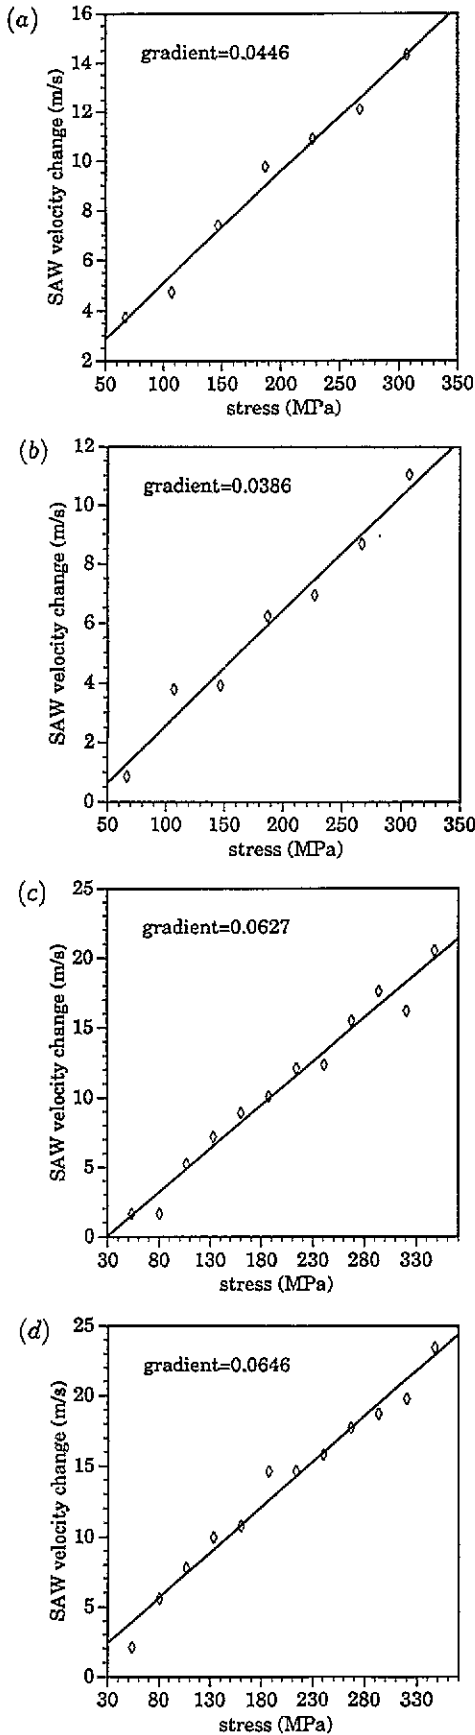 (a)
gradient=0.0446
SAW velocity change (m/s)
16
14
12
10
8
6
4
2
50 100 150 200 250 300 350
stress (MPa)
(b)
gradient=0.0386
SAW velocity change (m/s)
12
10
8
6
4
2
0
50 100 150 200 250 300 350
stress (MPa)
(c)
gradient=0.0627
SAW velocity change (m/s)
25
20
15
10
5
0
30 80 130 180 230 280 330
stress (MPa)
(d)
gradient=0.0646
SAW velocity change (m/s)
25
20
15
10
5
0
30 80 130 180 230 280 330
stress (MPa)